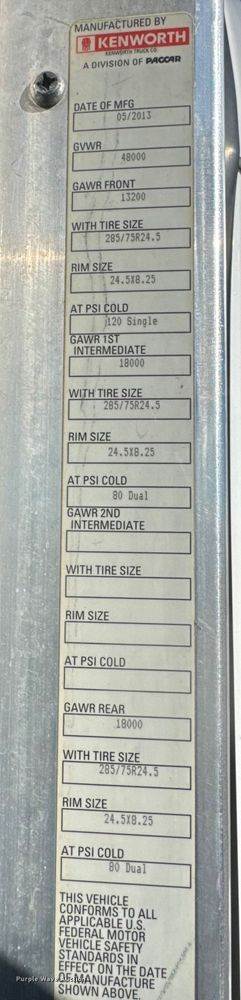 MANUFACTURED BY
KENWORTH
KENWORTH TRUCK CO.
A DIVISION OF PACCAR
DATE OF MFG
05/2013
GVWR
48000
GAWR FRONT
13200
WITH TIRE SIZE
285/75R24.5
RIM SIZE
24.5X8.25
AT PSI COLD
120 Single
GAWR 1ST
INTERMEDIATE
18000
WITH TIRE SIZE
285/75R24.5
RIM SIZE
24.5X8.25
AT PSI COLD
80 Dual
GAWR 2ND
INTERMEDIATE
WITH TIRE SIZE
RIM SIZE
AT PSI COLD
GAWR REAR
18000
WITH TIRE SIZE
285/75R24.5
RIM SIZE
24.5X8.25
AT PSI COLD
80 Dual
THIS VEHICLE
CONFORMS TO ALL
APPLICABLE U.S.
FEDERAL MOTOR
VEHICLE SAFETY
STANDARDS IN
EFFECT ON THE DATE
OF MANUFACTURE
SHOWN ABOVE.